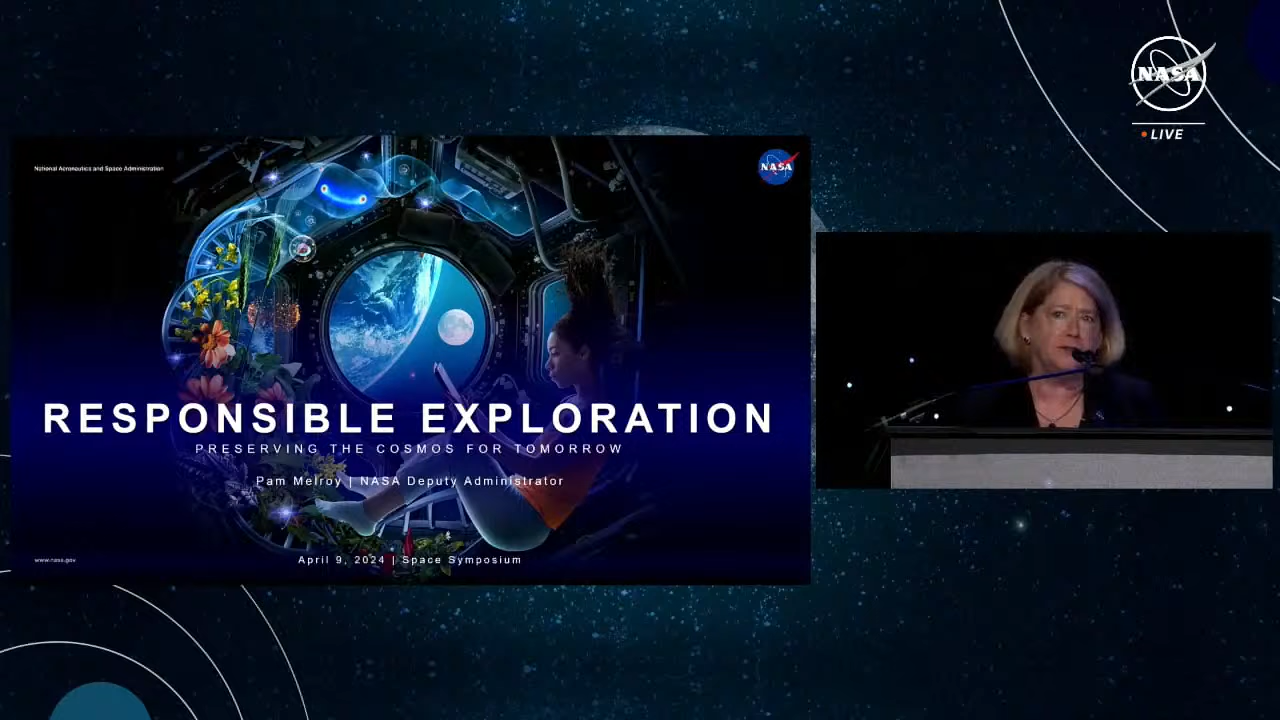 NASA
LIVE
National Aeronautics and Space Administration
NASA
RESPONSIBLE EXPLORATION
PRESERVING THE COSMOS FOR TOMORROW
Pam Melroy | NASA Deputy Administrator
April 9, 2024 | Space Symposium
www.nasa.gov